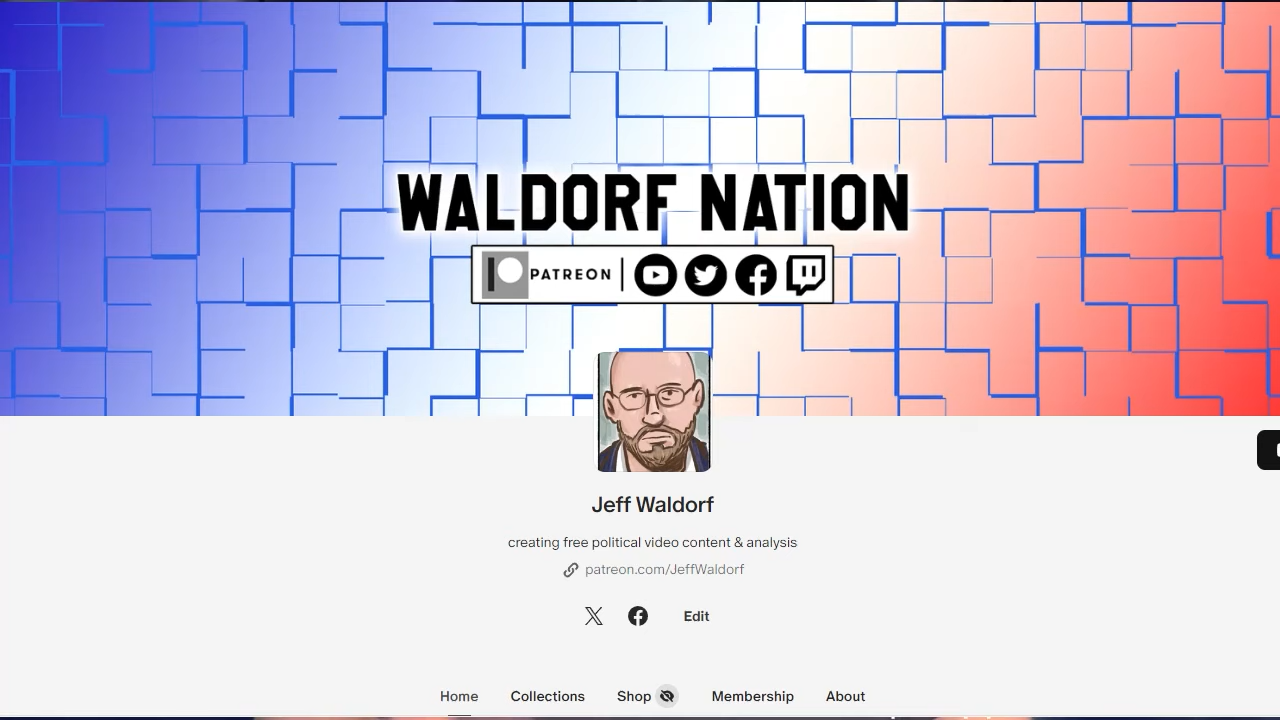 WALDORF NATION
PATREON
Jeff Waldorf
creating free political video content & analysis
patreon.com/JeffWaldorf
Edit
Home Collections Shop Membership About